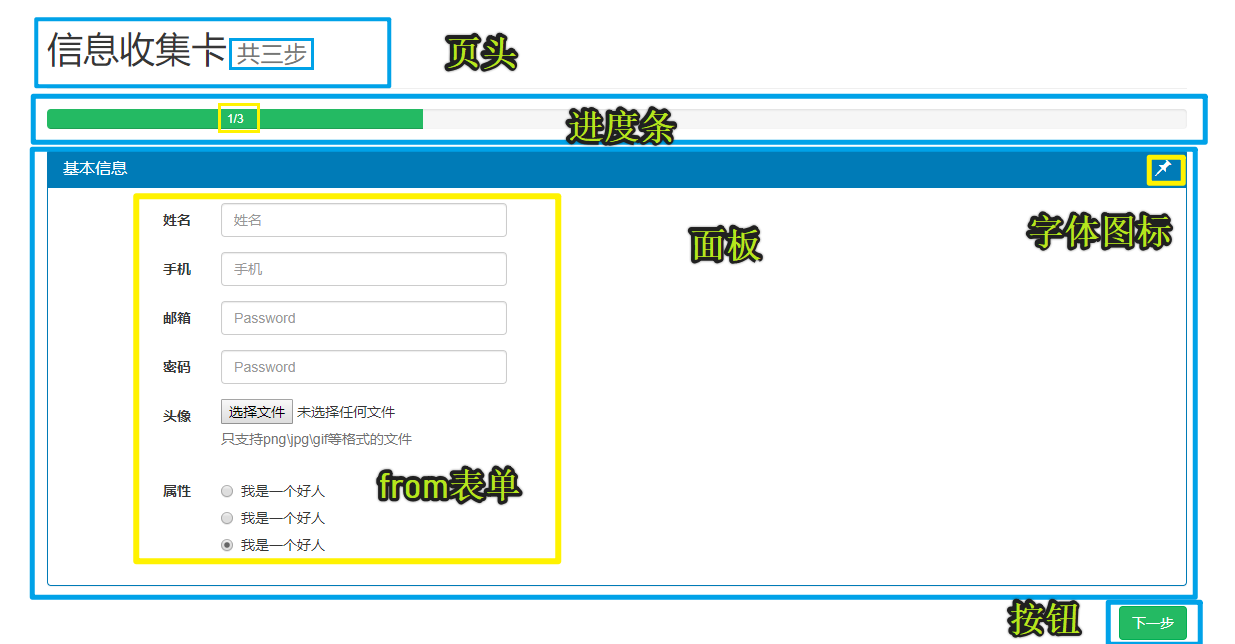 信息收集卡 共三步 页头
1/3 进度条
基本信息
姓名 姓名
面板 字体图标
手机 手机
邮箱 Password
密码 Password
头像 选择文件 未选择任何文件
只支持png\jpg\gif等格式的文件
属性 我是一个好人 from表单
我是一个好人
我是一个好人
按钮 下一步